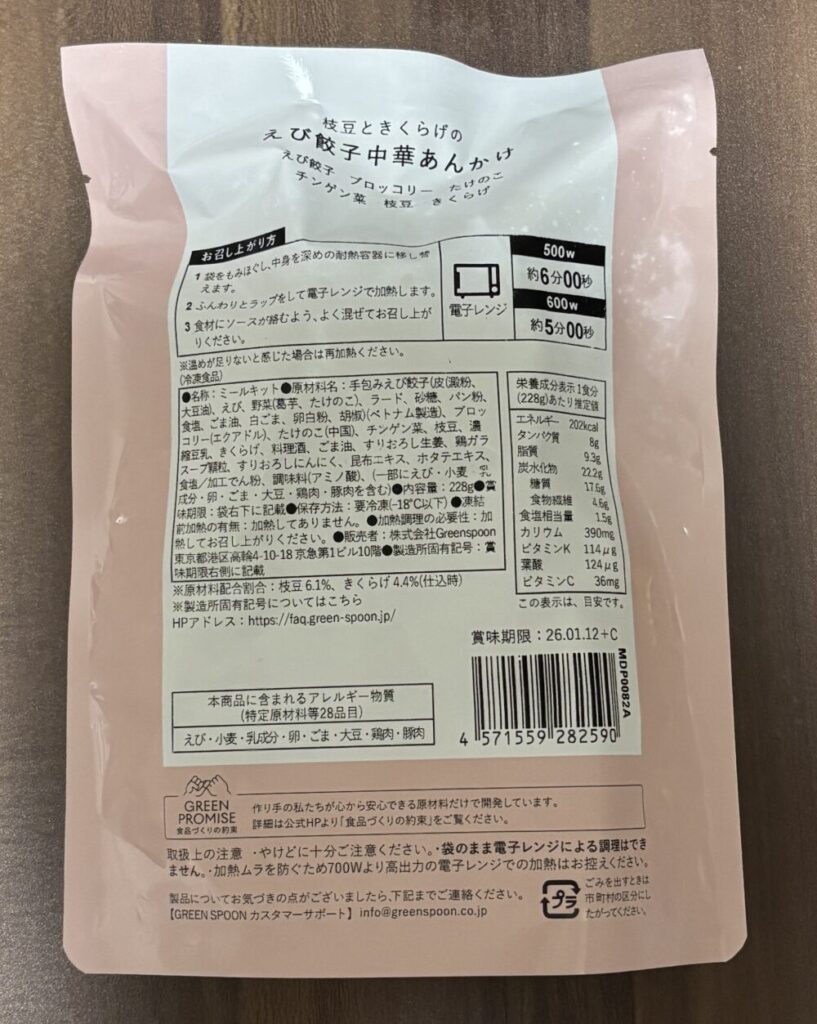 枝豆ときくらげの
えび餃子中華あんかけ
えび餃子 ブロッコリー たけのこ
チンゲン菜 枝豆 きくらげ
お召し上がり方
1 袋をもみほぐし、中身を深めの耐熱容器に移し替
えます。
2 ふんわりとラップをして電子レンジで加熱します。
3 食材にソースが絡むよう、よく混ぜてお召し上が
りください。
電子レンジ
500w
約6分00秒
600w
約5分00秒
※温めが足りないと感じた場合は再加熱ください。
(冷凍食品)
●名称:ミールキット●原材料名:手包みえび餃子(皮(澱粉、
大豆油)、えび、野菜(葛芋、たけのこ)、ラード、砂糖、パン粉、
食塩、ごま油、白ごま、卵白粉、胡椒)(ベトナム製造)、ブロッ
コリー(エクアドル)、たけのこ(中国)、チンゲン菜、枝豆、濃
縮豆乳、きくらげ、料理酒、ごま油、すりおろし生姜、鶏ガラ
スープ顆粒、すりおろしにんにく、昆布エキス、ホタテエキス、
食塩/加工でん粉、調味料(アミノ酸)、(一部にえび・小麦・乳
成分・卵・ごま・大豆・鶏肉・豚肉を含む)●内容量:228g●賞
味期限:袋右下に記載●保存方法:要冷凍(-18℃以下)●凍結
前加熱の有無:加熱してありません。●加熱調理の必要性:加
熱してお召し上がりください。●販売者:株式会社Greenspoon
東京都港区高輪4-10-18 京急第1ビル10階●製造所固有記号:賞
味期限右側に記載
※原材料配合割合:枝豆 6.1%、きくらげ 4.4%(仕込時)
※製造所固有記号についてはこちら
HPアドレス:https://faq.green-spoon.jp/
栄養成分表示 1食分
(228g)あたり推定値
エネルギー 202kcal
タンパク質 8g
脂質 9.3g
炭水化物 22.2g
糖質 17.6g
食物繊維 4.6g
食塩相当量 1.5g
カリウム 390mg
ビタミンK 114μg
葉酸 124μg
ビタミンC 36mg
この表示は、目安です。
賞味期限:26.01.12+C
MDP0082A
4 571559 282590
本商品に含まれるアレルギー物質
(特定原材料等28品目)
えび・小麦・乳成分・卵・ごま・大豆・鶏肉・豚肉
GREEN
PROMISE
食品づくりの約束
作り手の私たちが心から安心できる原材料だけで開発しています。
詳細は公式HPより「食品づくりの約束」をご覧ください。
取扱上の注意 ・やけどに十分ご注意ください。・袋のまま電子レンジによる調理はでき
ません。・加熱ムラを防ぐため700Wより高出力の電子レンジでの加熱はお控えください。
製品についてお気づきの点がございましたら、下記までご連絡ください。
【GREEN SPOON カスタマーサポート】 info@greenspoon.co.jp
プラ
ごみを出すときは
市町村の区分にし
たがってください。